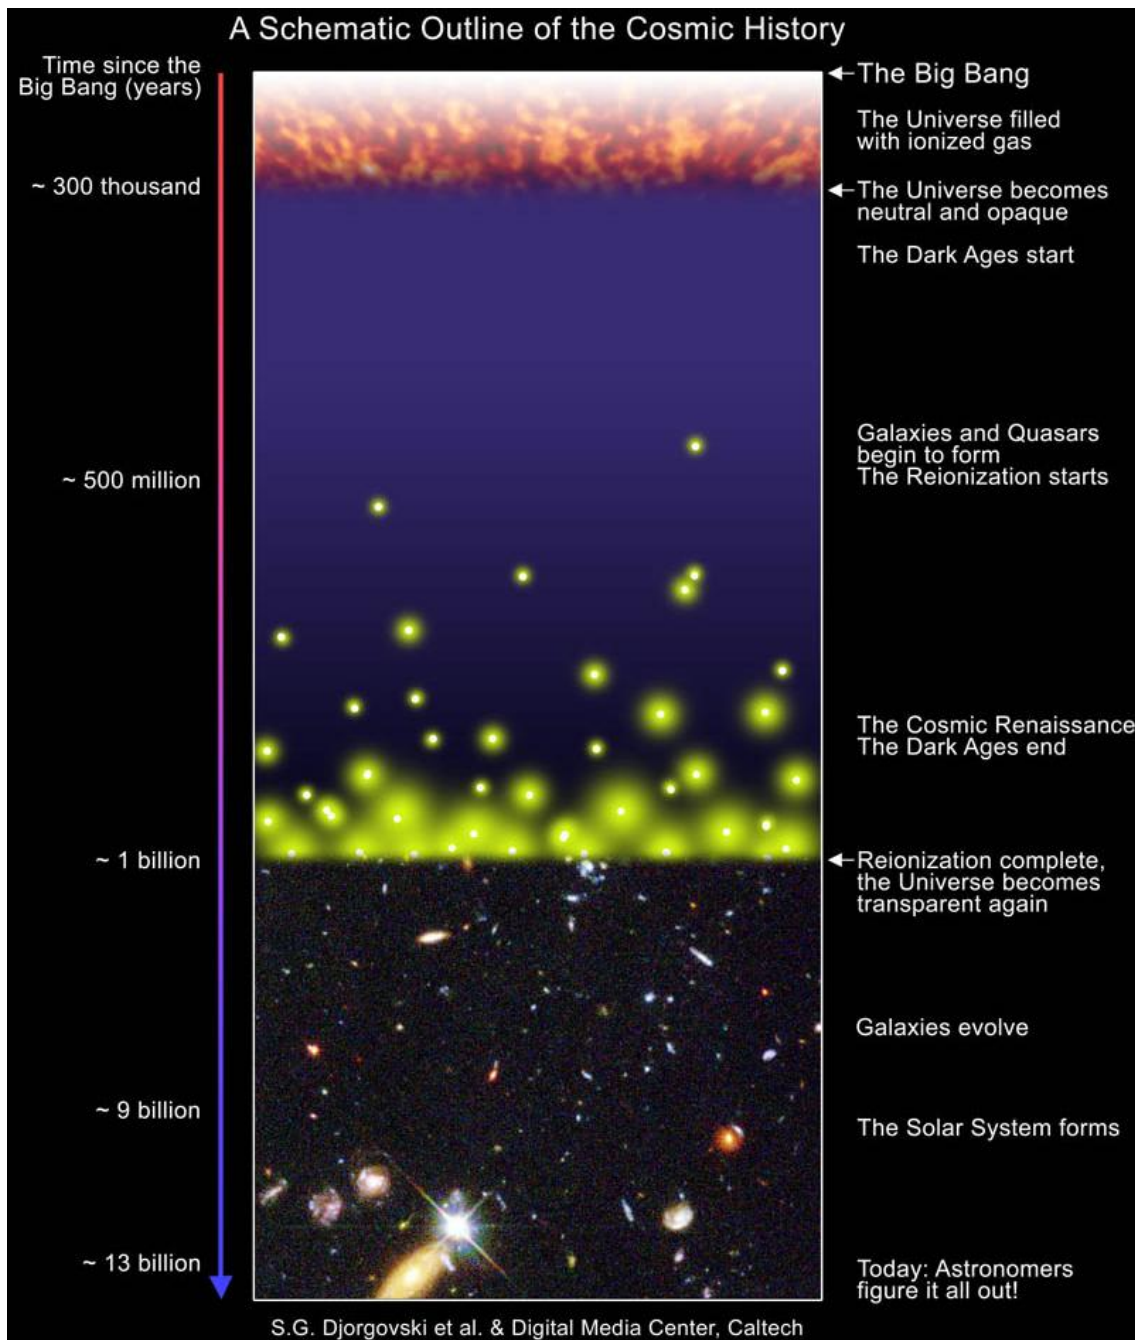 A Schematic Outline of the Cosmic History
Time since the
Big Bang (years)
The Big Bang
The Universe filled
with ionized gas
~ 300 thousand
The Universe becomes
neutral and opaque
The Dark Ages start
Galaxies and Quasars
begin to form
The Reionization starts
~ 500 million
The Cosmic Renaissance
The Dark Ages end
~ 1 billion
Reionization complete,
the Universe becomes
transparent again
Galaxies evolve
~ 9 billion
The Solar System forms
~ 13 billion
Today: Astronomers
figure it all out!
S.G. Djorgovski et al. & Digital Media Center, Caltech